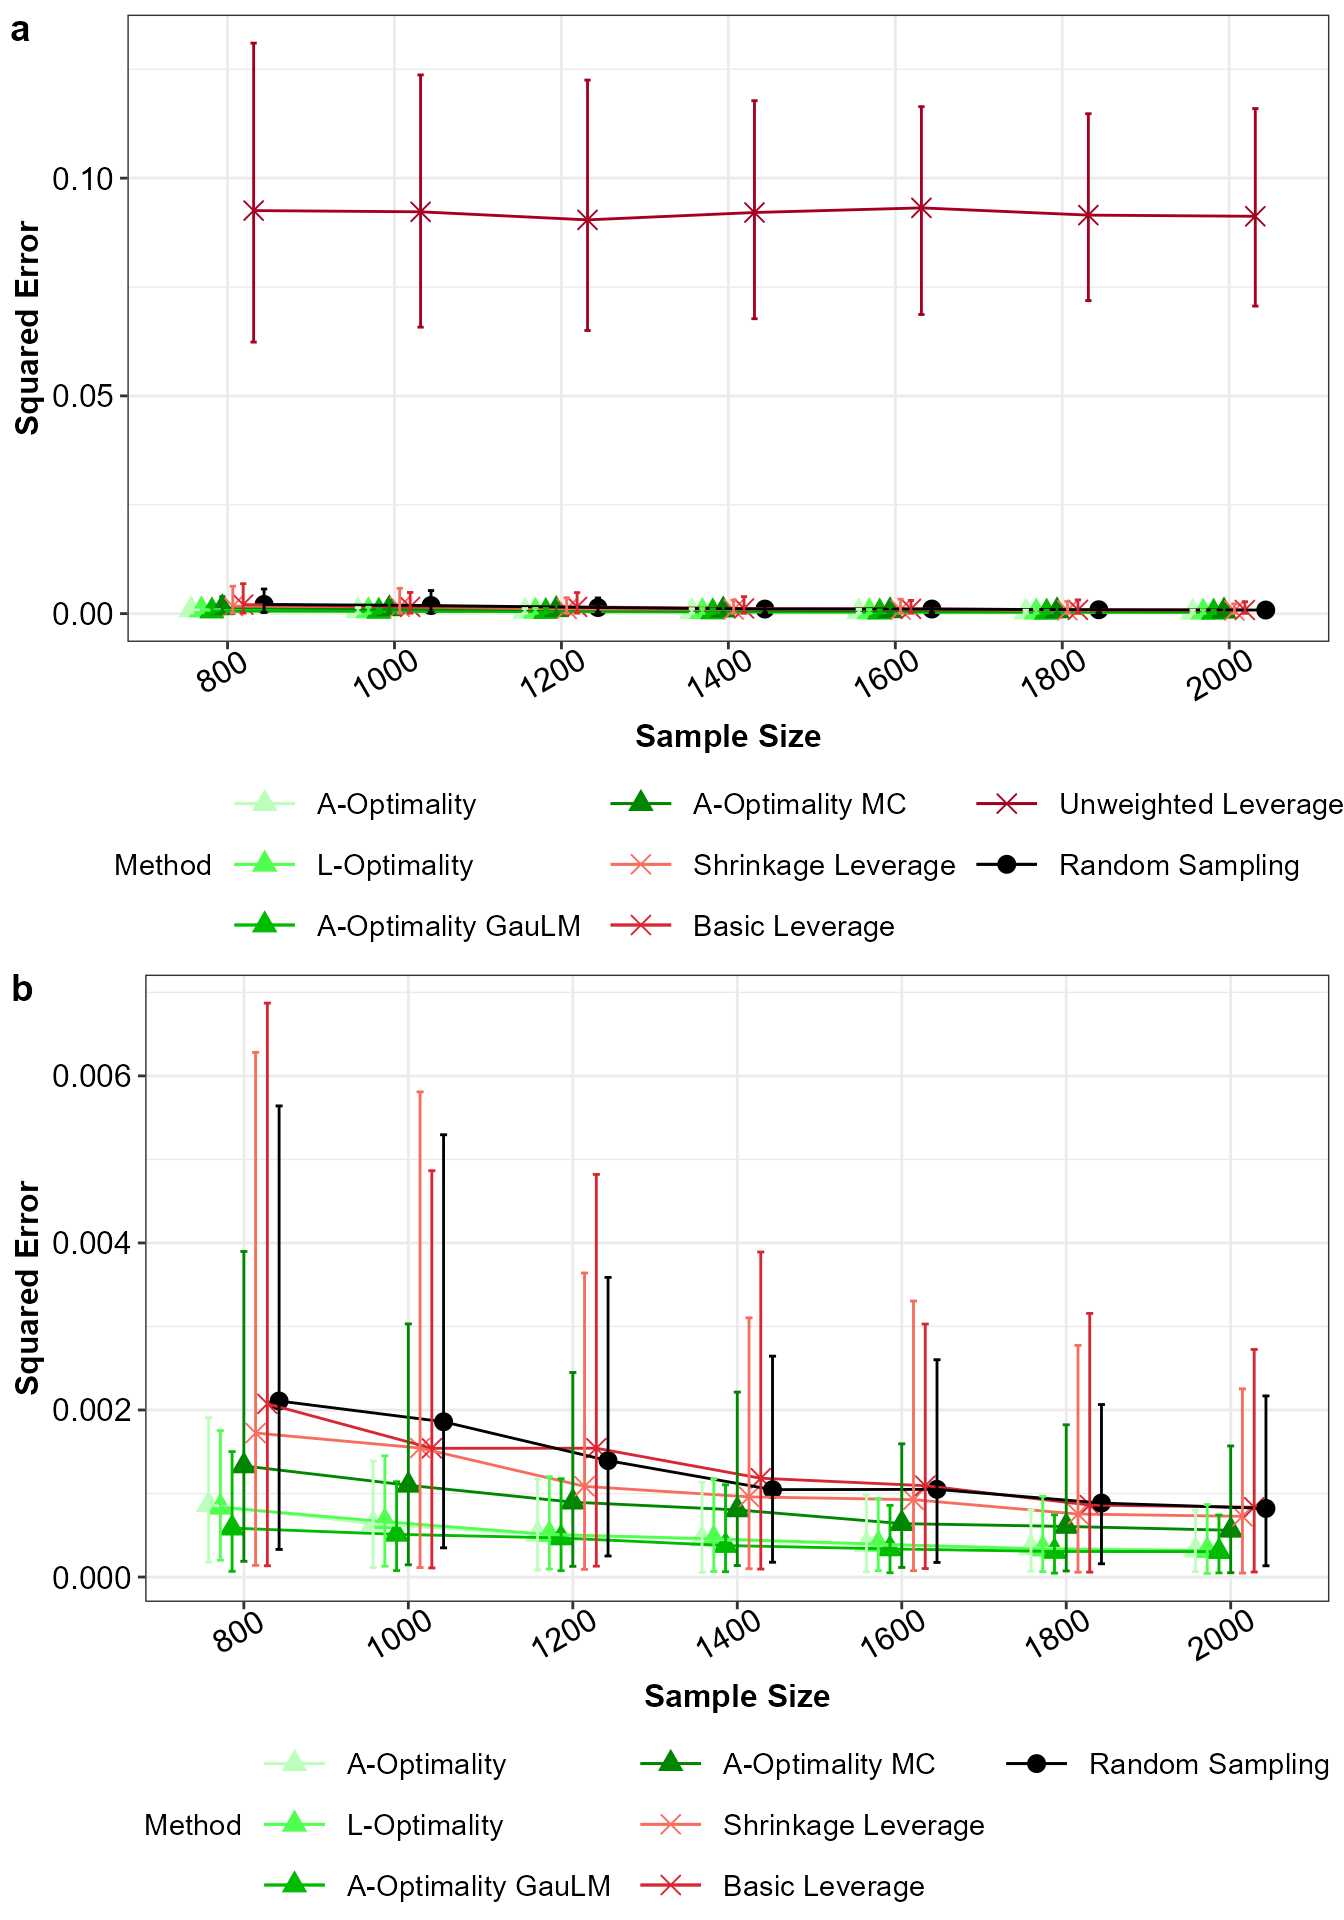 a
Squared Error
0.10
0.05
0.00
800 1000 1200 1400 1600 1800 2000
Sample Size
Method
A-Optimality A-Optimality MC Unweighted Leverage
L-Optimality Shrinkage Leverage Random Sampling
A-Optimality GauLM Basic Leverage
b
Squared Error
0.006
0.004
0.002
0.000
800 1000 1200 1400 1600 1800 2000
Sample Size
Method
A-Optimality A-Optimality MC Random Sampling
L-Optimality Shrinkage Leverage
A-Optimality GauLM Basic Leverage